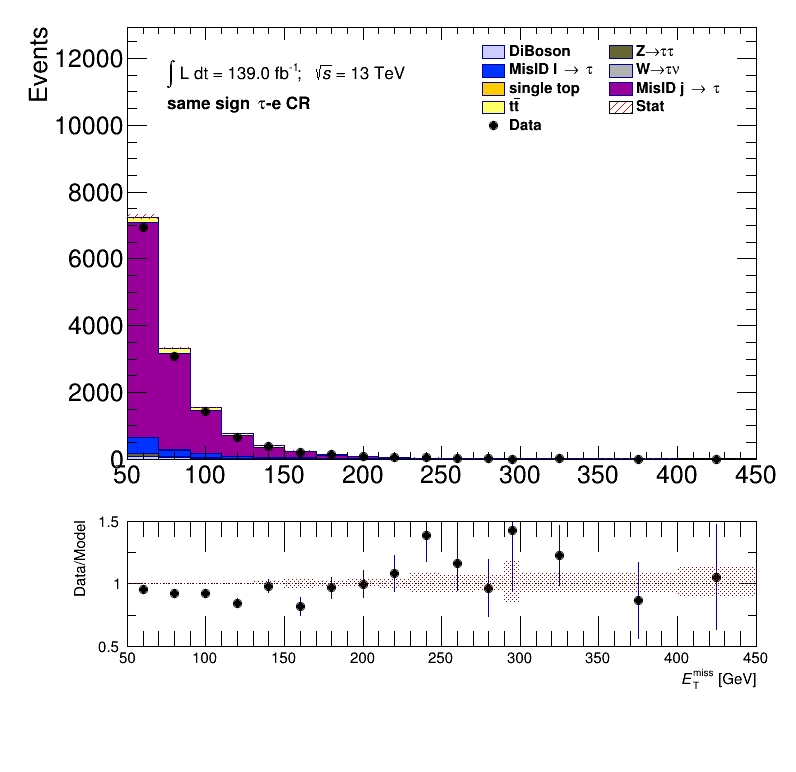 Events
12000
10000
8000
6000
4000
2000
0
∫ L dt = 139.0 fb⁻¹; √s = 13 TeV
same sign τ-e CR
DiBoson Z→ττ
MisID l → τ W→τν
single top MisID j → τ
tt̄ Stat
Data
50 100 150 200 250 300 350 400 450
Data/Model
1.5
1
0.5
50 100 150 200 250 300 350 400 450
E_T^miss [GeV]